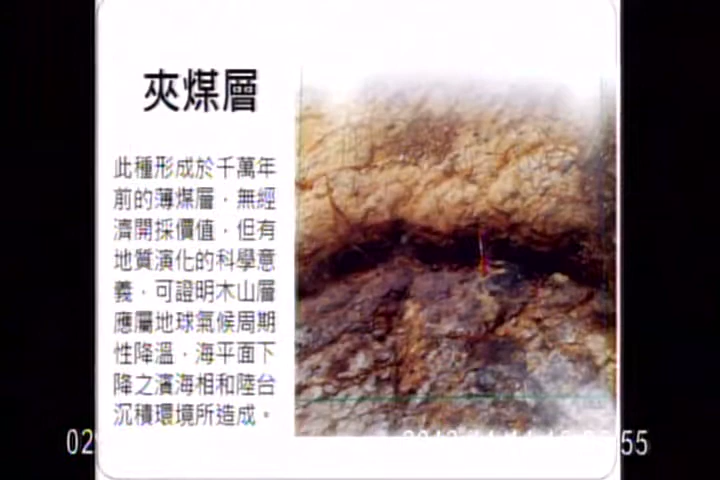 夾煤層
此種形成於千萬年
前的薄煤層，無經
濟開採價值，但有
地質演化的科學意
義，可證明木山層
應屬地球氣候周期
性降溫，海平面下
降之濱海相和陸台
沉積環境所造成。
02
55